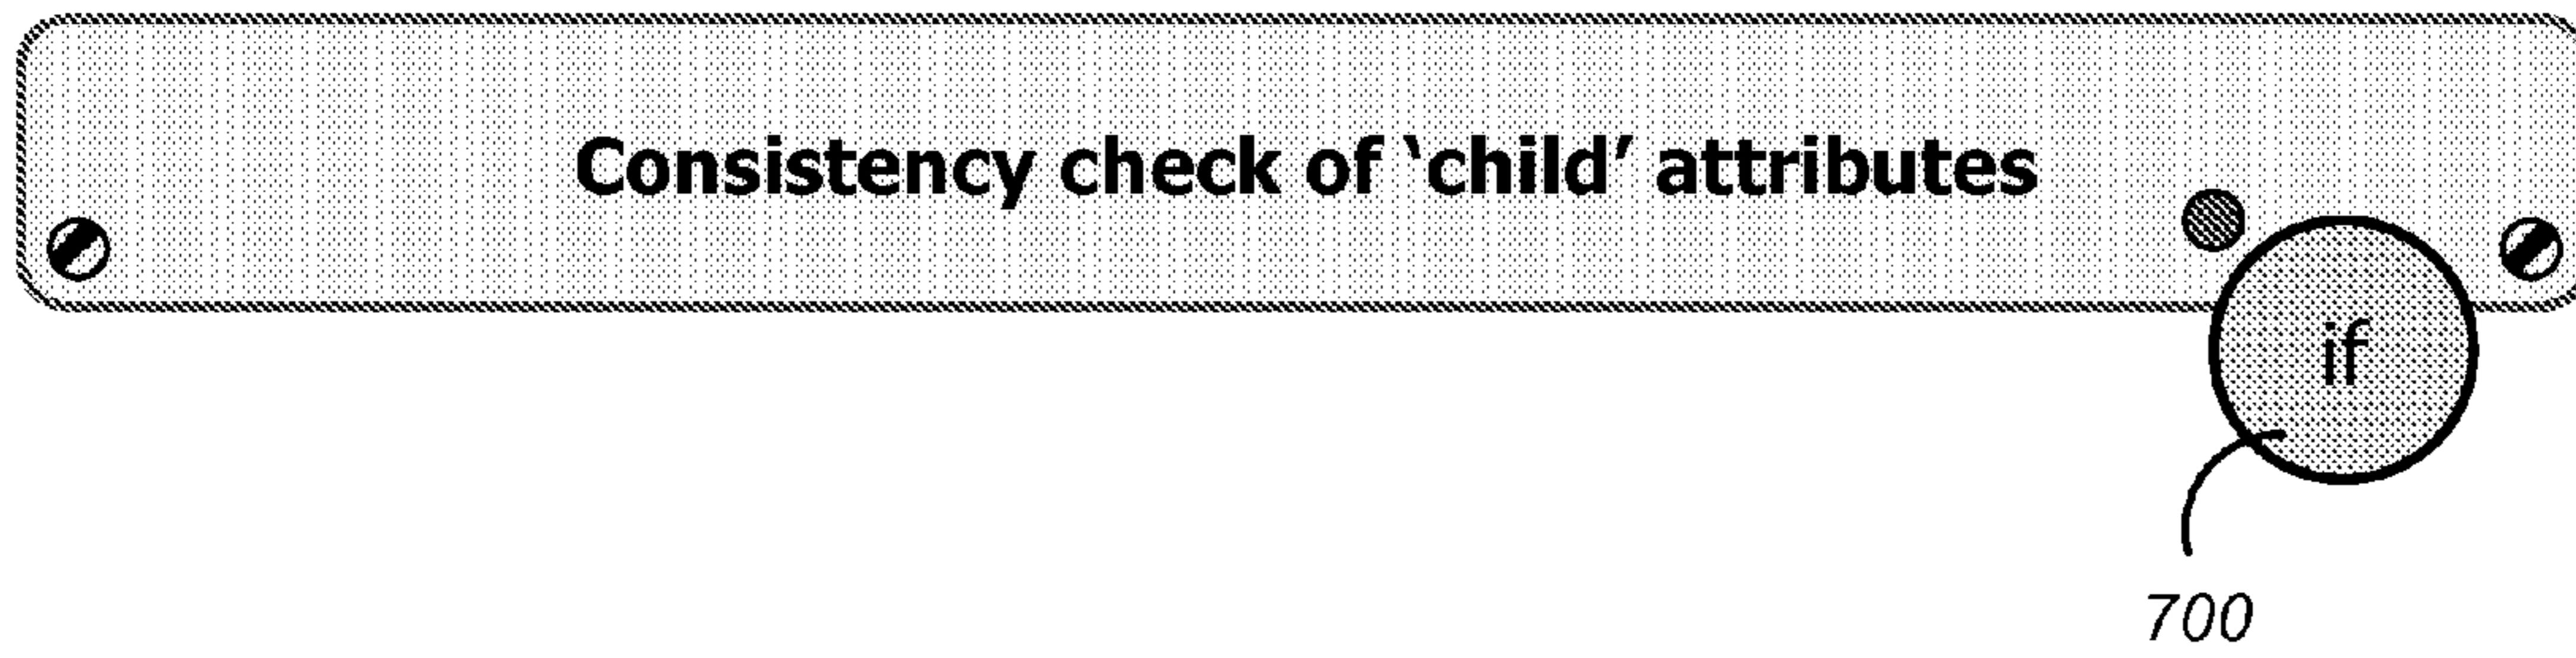 Consistency check of ‵child′ attributes
if
700